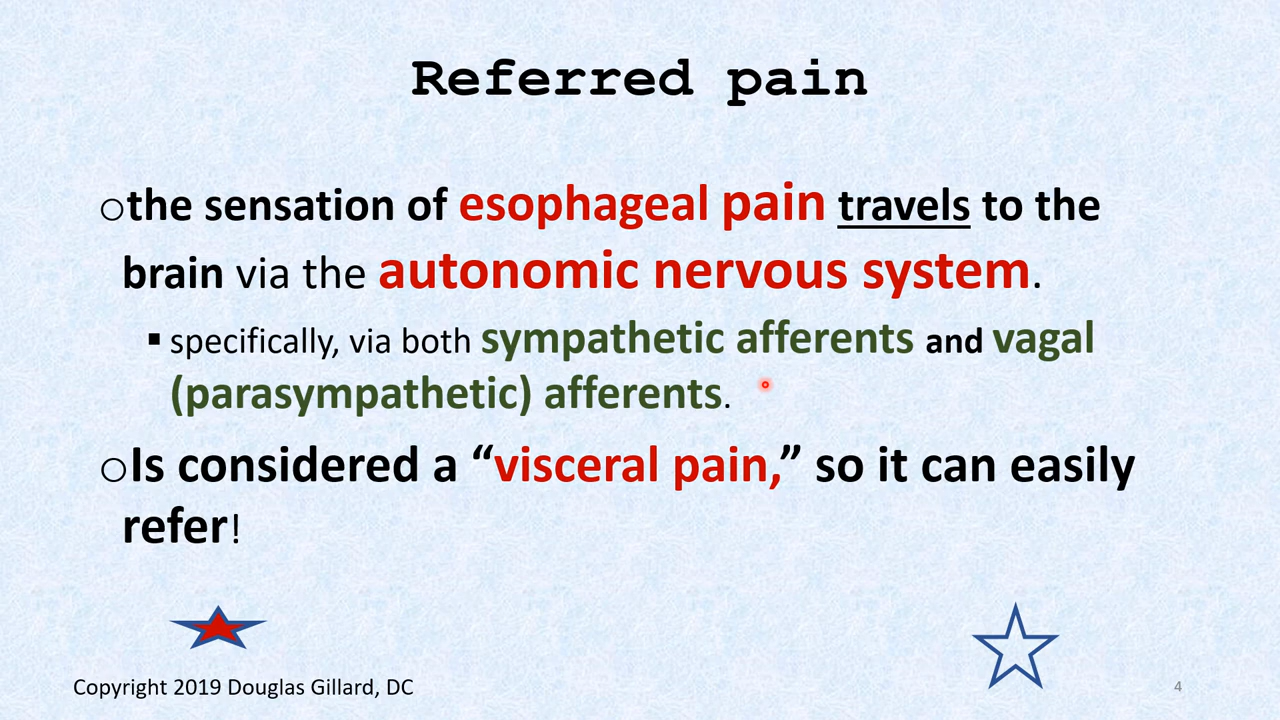 Referred pain
○the sensation of esophageal pain travels to the
brain via the autonomic nervous system.
▪ specifically, via both sympathetic afferents and vagal
(parasympathetic) afferents.
○Is considered a “visceral pain,” so it can easily
refer!
Copyright 2019 Douglas Gillard, DC
4